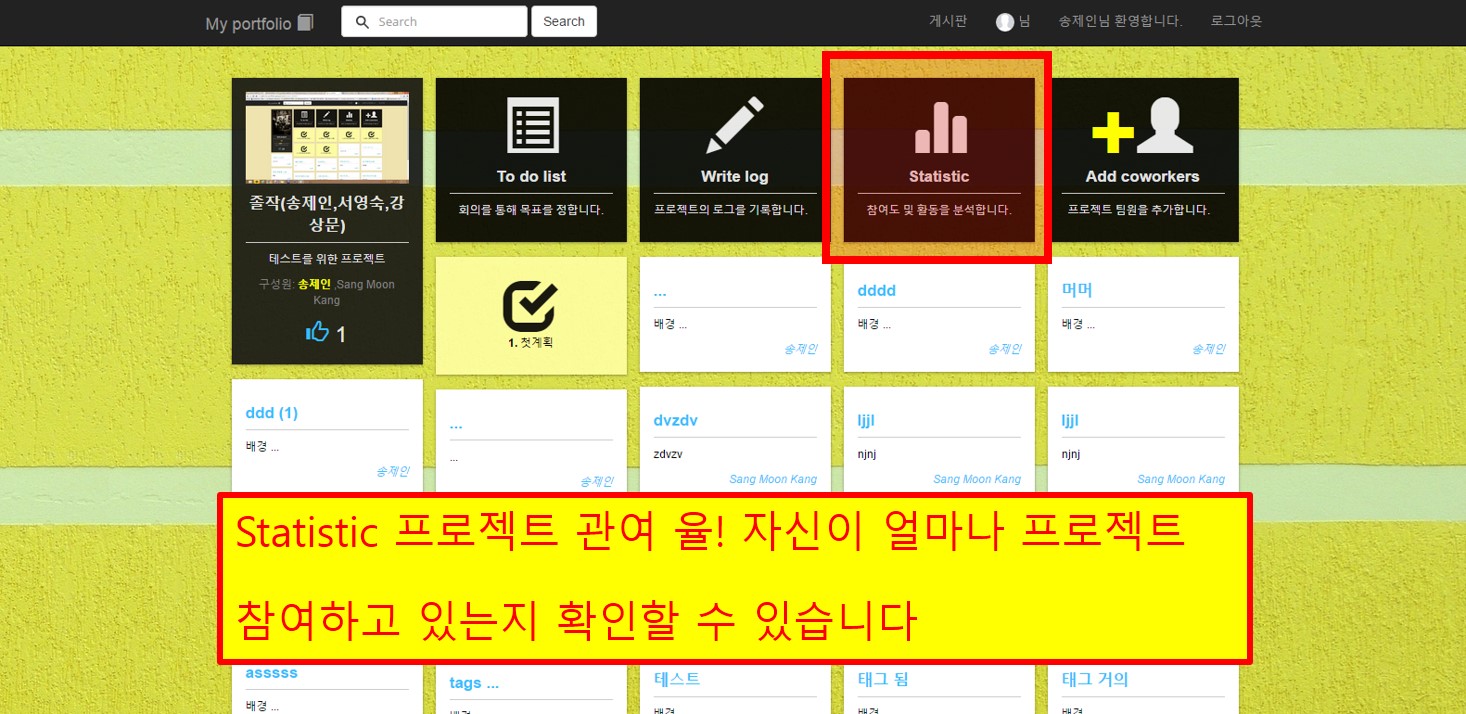 My portfolio
Search
Search
게시판
님
송제인님 환영합니다.
로그아웃
졸작(송제인,서영숙,강
상문)
테스트를 위한 프로젝트
구성원: 송제인 ,Sang Moon
Kang
1
To do list
회의를 통해 목표를 정합니다.
Write log
프로젝트의 로그를 기록합니다.
Statistic
참여도 및 활동을 분석합니다.
Add coworkers
프로젝트 팀원을 추가합니다.
1. 첫계획
...
배경 ...
송제인
dddd
배경 ...
송제인
머머
배경 ...
송제인
ddd (1)
배경 ...
송제인
...
...
송제인
dvzdv
zdvzv
Sang Moon Kang
ljjl
njnj
Sang Moon Kang
ljjl
njnj
Sang Moon Kang
Statistic 프로젝트 관여 율! 자신이 얼마나 프로젝트
참여하고 있는지 확인할 수 있습니다
asssss
배경 ...
tags ...
배경 ...
테스트
배경 ...
태그 됨
배경 ...
태그 거의
배경 ...